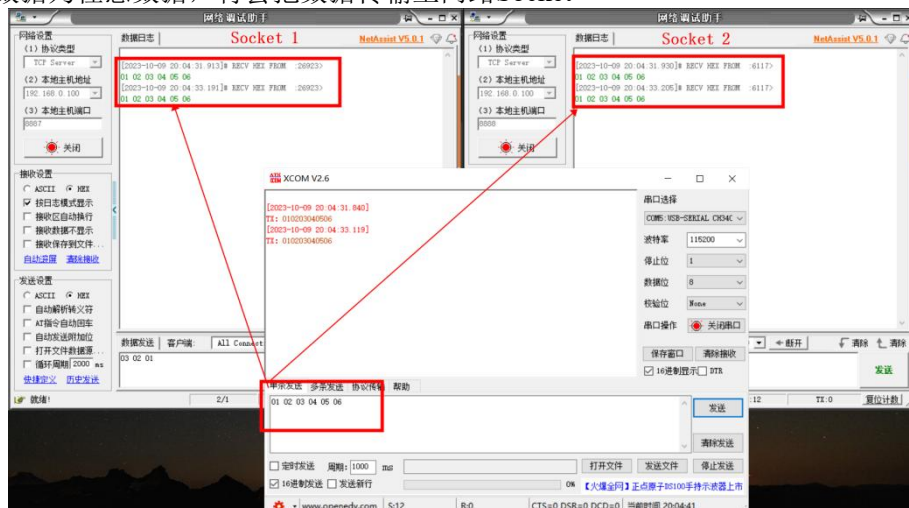 网络调试助手
网络设置
(1) 协议类型
TCP Server
(2) 本地主机地址
192.168.0.100
(3) 本地主机端口
8887
关闭
接收设置
ASCII HEX
按日志模式显示
接收区自动换行
接收数据不显示
接收保存到文件...
自动滚屏 清除接收
发送设置
ASCII HEX
自动解析转义符
AT指令自动回车
自动发送附加位
打开文件数据源...
循环周期 2000 ms
快捷定义 历史发送
就绪!
数据日志
Socket 1
NetAssist V5.0.1
[2023-10-09 20:04:31.913]# RECV HEX FROM :26923>
01 02 03 04 05 06
[2023-10-09 20:04:33.191]# RECV HEX FROM :26923>
01 02 03 04 05 06
数据发送 客户端: All Connect
03 02 01
2/1
网络调试助手
网络设置
(1) 协议类型
TCP Server
(2) 本地主机地址
192.168.0.100
(3) 本地主机端口
8888
关闭
数据日志
Socket 2
NetAssist V5.0.1
[2023-10-09 20:04:31.930]# RECV HEX FROM :6117>
01 02 03 04 05 06
[2023-10-09 20:04:33.205]# RECV HEX FROM :6117>
01 02 03 04 05 06
断开 清除 清除
发送
:12 TX:0 复位计数
XCOM V2.6
[2023-10-09 20:04:31.840]
TX: 010203040506
[2023-10-09 20:04:33.119]
TX: 010203040506
串口选择
COM5:USB-SERIAL CH34C
波特率 115200
停止位 1
数据位 8
校验位 None
串口操作 关闭串口
保存窗口 清除接收
16进制显示 DTR
单条发送 多条发送 协议传输 帮助
01 02 03 04 05 06
发送
清除发送
定时发送 周期: 1000 ms 打开文件 发送文件 停止发送
16进制发送 发送新行 0% 【火爆全网】正点原子DS100手持示波器上市
www.openedv.com S:12 R:0 CTS=0 DSR=0 DCD=0 当前时间 20:04:41